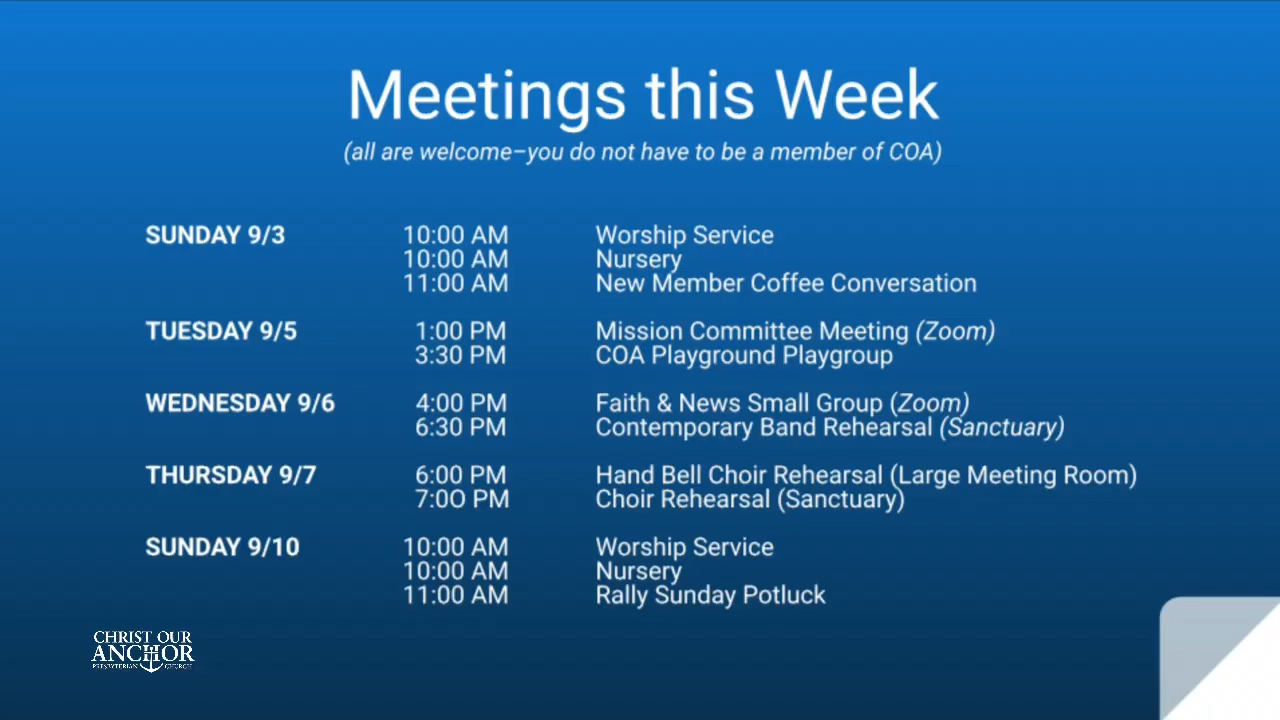 Meetings this Week
(all are welcome–you do not have to be a member of COA)
SUNDAY 9/3 10:00 AM Worship Service
10:00 AM Nursery
11:00 AM New Member Coffee Conversation
TUESDAY 9/5 1:00 PM Mission Committee Meeting (Zoom)
3:30 PM COA Playground Playgroup
WEDNESDAY 9/6 4:00 PM Faith & News Small Group (Zoom)
6:30 PM Contemporary Band Rehearsal (Sanctuary)
THURSDAY 9/7 6:00 PM Hand Bell Choir Rehearsal (Large Meeting Room)
7:0O PM Choir Rehearsal (Sanctuary)
SUNDAY 9/10 10:00 AM Worship Service
10:00 AM Nursery
11:00 AM Rally Sunday Potluck
CHRIST OUR
ANCHOR
PRESBYTERIAN CHURCH